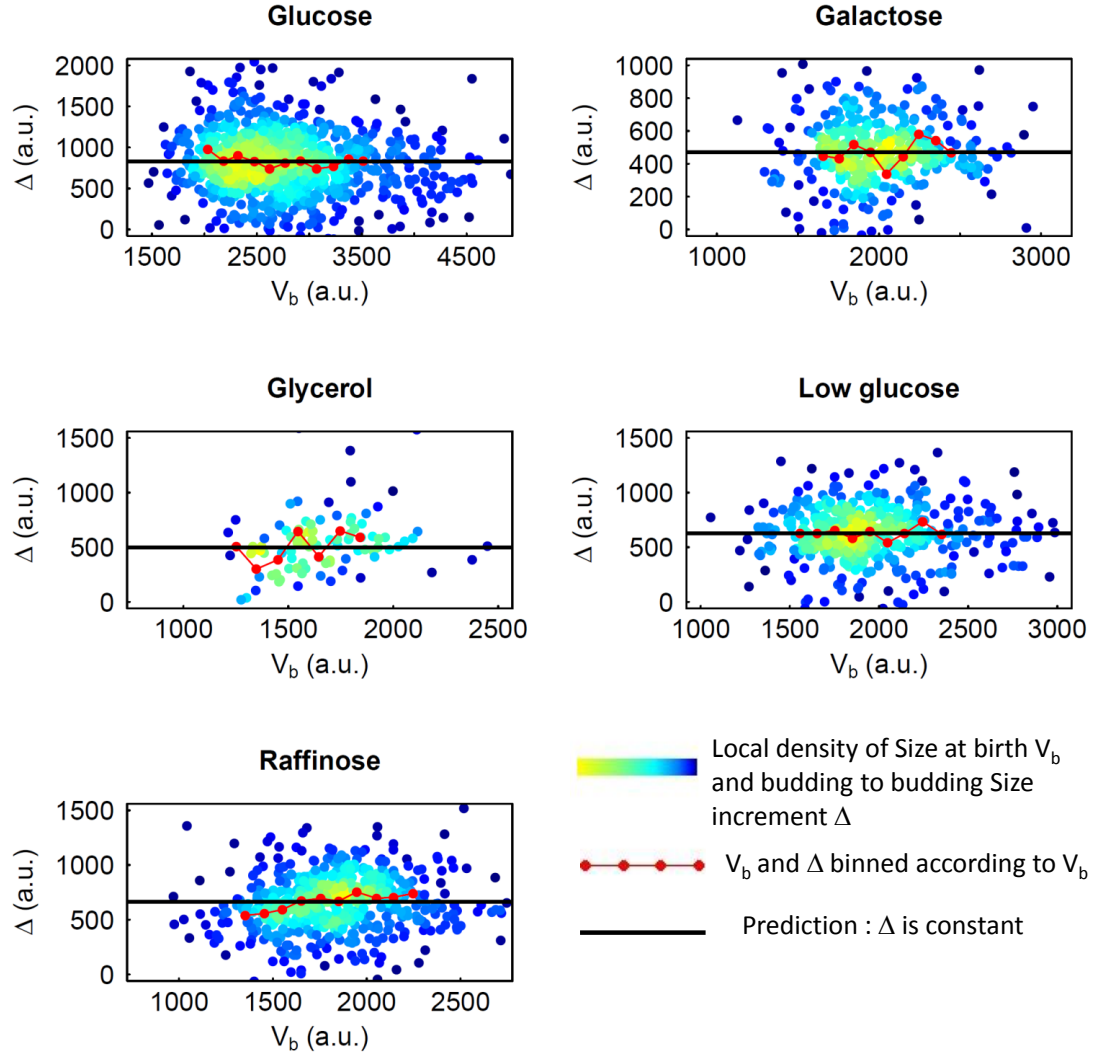 Glucose
Δ (a.u.)
2000
1500
1000
500
0
1500
2500
3500
4500
V_b (a.u.)
Galactose
Δ (a.u.)
1000
800
600
400
200
0
1000
2000
3000
V_b (a.u.)
Glycerol
Δ (a.u.)
1500
1000
500
0
1000
1500
2000
2500
V_b (a.u.)
Low glucose
Δ (a.u.)
1500
1000
500
0
1000
1500
2000
2500
3000
V_b (a.u.)
Raffinose
Δ (a.u.)
1500
1000
500
0
1000
1500
2000
2500
V_b (a.u.)
Local density of Size at birth V_b
and budding to budding Size
increment Δ
V_b and Δ binned according to V_b
Prediction : Δ is constant